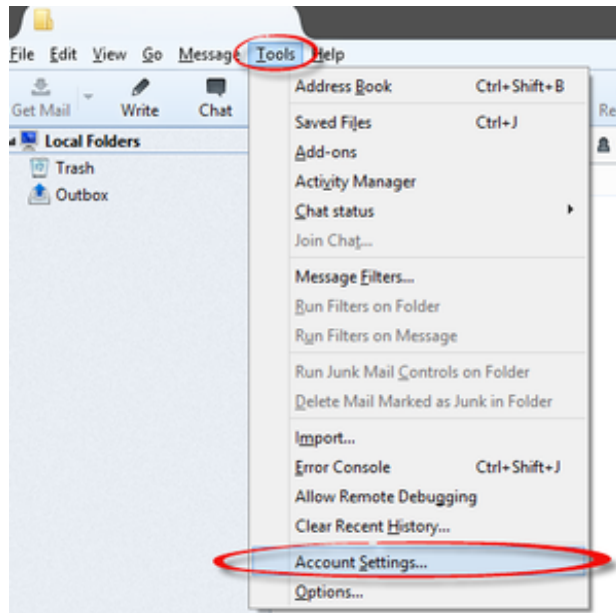 File Edit View Go Message Tools Help
Get Mail Write Chat Re
Local Folders
Trash
Outbox
Address Book Ctrl+Shift+B
Saved Files Ctrl+J
Add-ons
Activity Manager
Chat status
Join Chat...
Message Filters...
Run Filters on Folder
Run Filters on Message
Run Junk Mail Controls on Folder
Delete Mail Marked as Junk in Folder
Import...
Error Console Ctrl+Shift+J
Allow Remote Debugging
Clear Recent History...
Account Settings...
Options...